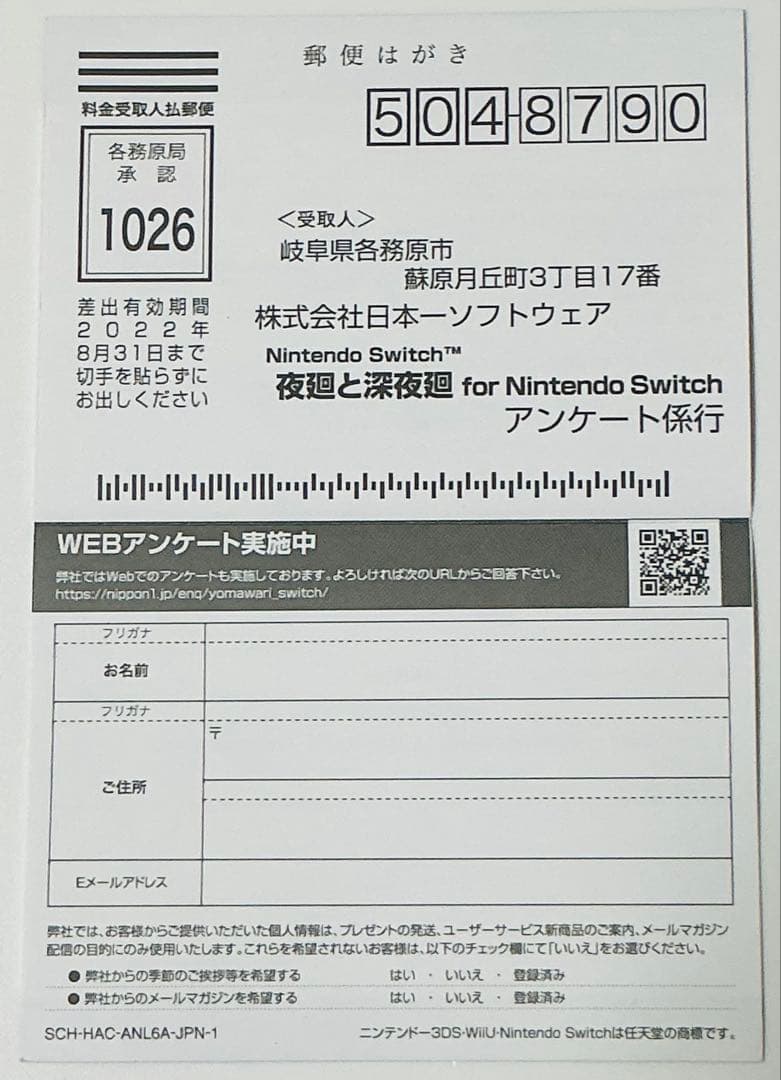 郵便はがき
504-8790
料金受取人払郵便
各務原局
承認
1026
差出有効期間
2022年
8月31日まで
切手を貼らずに
お出しください
<受取人>
岐阜県各務原市
蘇原月丘町3丁目17番
株式会社日本一ソフトウェア
Nintendo Switch™
夜廻と深夜廻 for Nintendo Switch
アンケート係行
WEBアンケート実施中
弊社ではWebでのアンケートも実施しております。よろしければ次のURLからご回答下さい。
https://nippon1.jp/enq/yomawari_switch/
フリガナ
お名前
フリガナ
〒
ご住所
Eメールアドレス
弊社では、お客様からご提供いただいた個人情報は、プレゼントの発送、ユーザーサービス新商品のご案内、メールマガジン
配信の目的にのみ使用いたします。これらを希望されないお客様は、以下のチェック欄にて「いいえ」をお選びください。
●弊社からの季節のご挨拶等を希望する はい ・ いいえ ・ 登録済み
●弊社からのメールマガジンを希望する はい ・ いいえ ・ 登録済み
SCH-HAC-ANL6A-JPN-1 ニンテンドー3DS・WiiU・Nintendo Switchは任天堂の商標です。